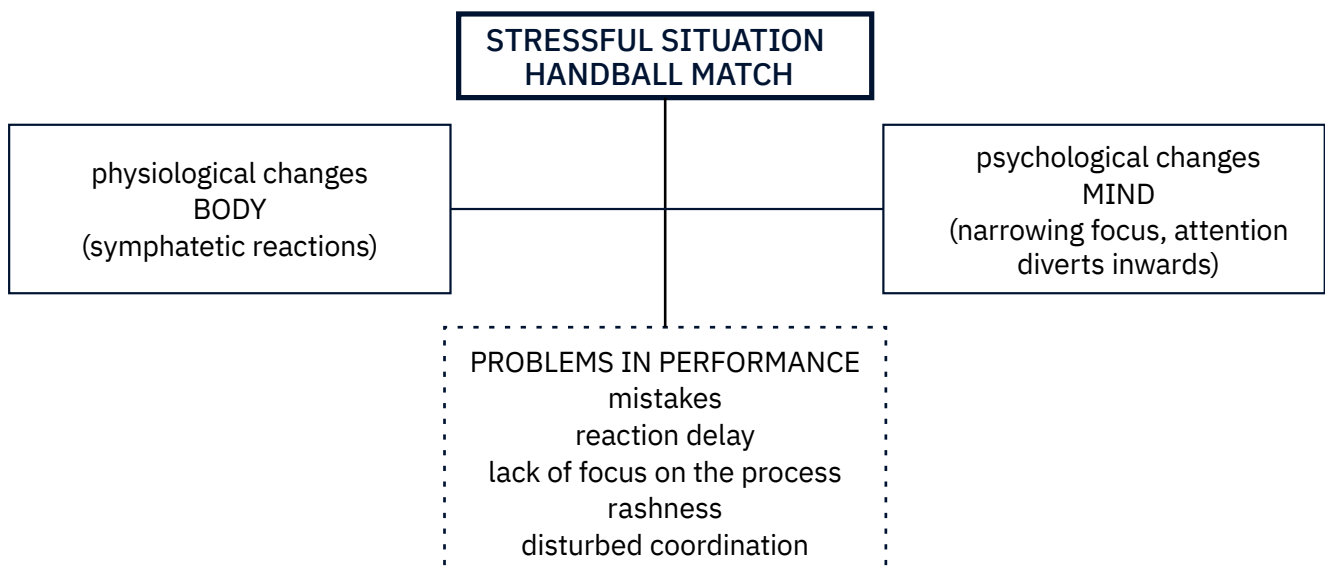 STRESSFUL SITUATION
HANDBALL MATCH
physiological changes
BODY
(symphatetic reactions)
psychological changes
MIND
(narrowing focus, attention
diverts inwards)
PROBLEMS IN PERFORMANCE
mistakes
reaction delay
lack of focus on the process
rashness
disturbed coordination